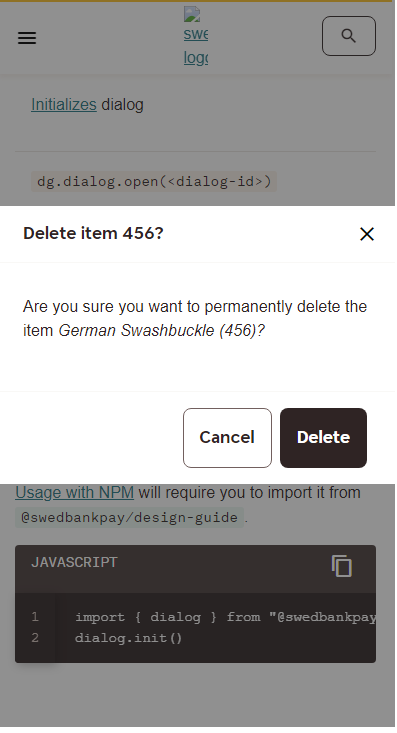 swe
logo
Initializes dialog
dg.dialog.open(<dialog-id>)
Delete item 456?
Are you sure you want to permanently delete the
item German Swashbuckle (456)?
Cancel
Delete
Usage with NPM will require you to import it from
@swedbankpay/design-guide.
JAVASCRIPT
1 import { dialog } from "@swedbankpay
2 dialog.init()